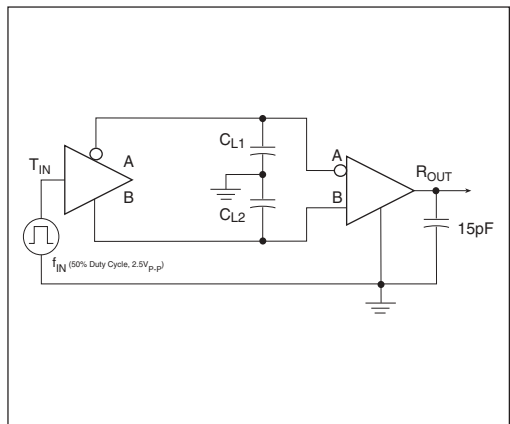 C_L1
A
T_IN
A
R_OUT
B
B
C_L2
15pF
f_IN (50% Duty Cycle, 2.5V_P-P)